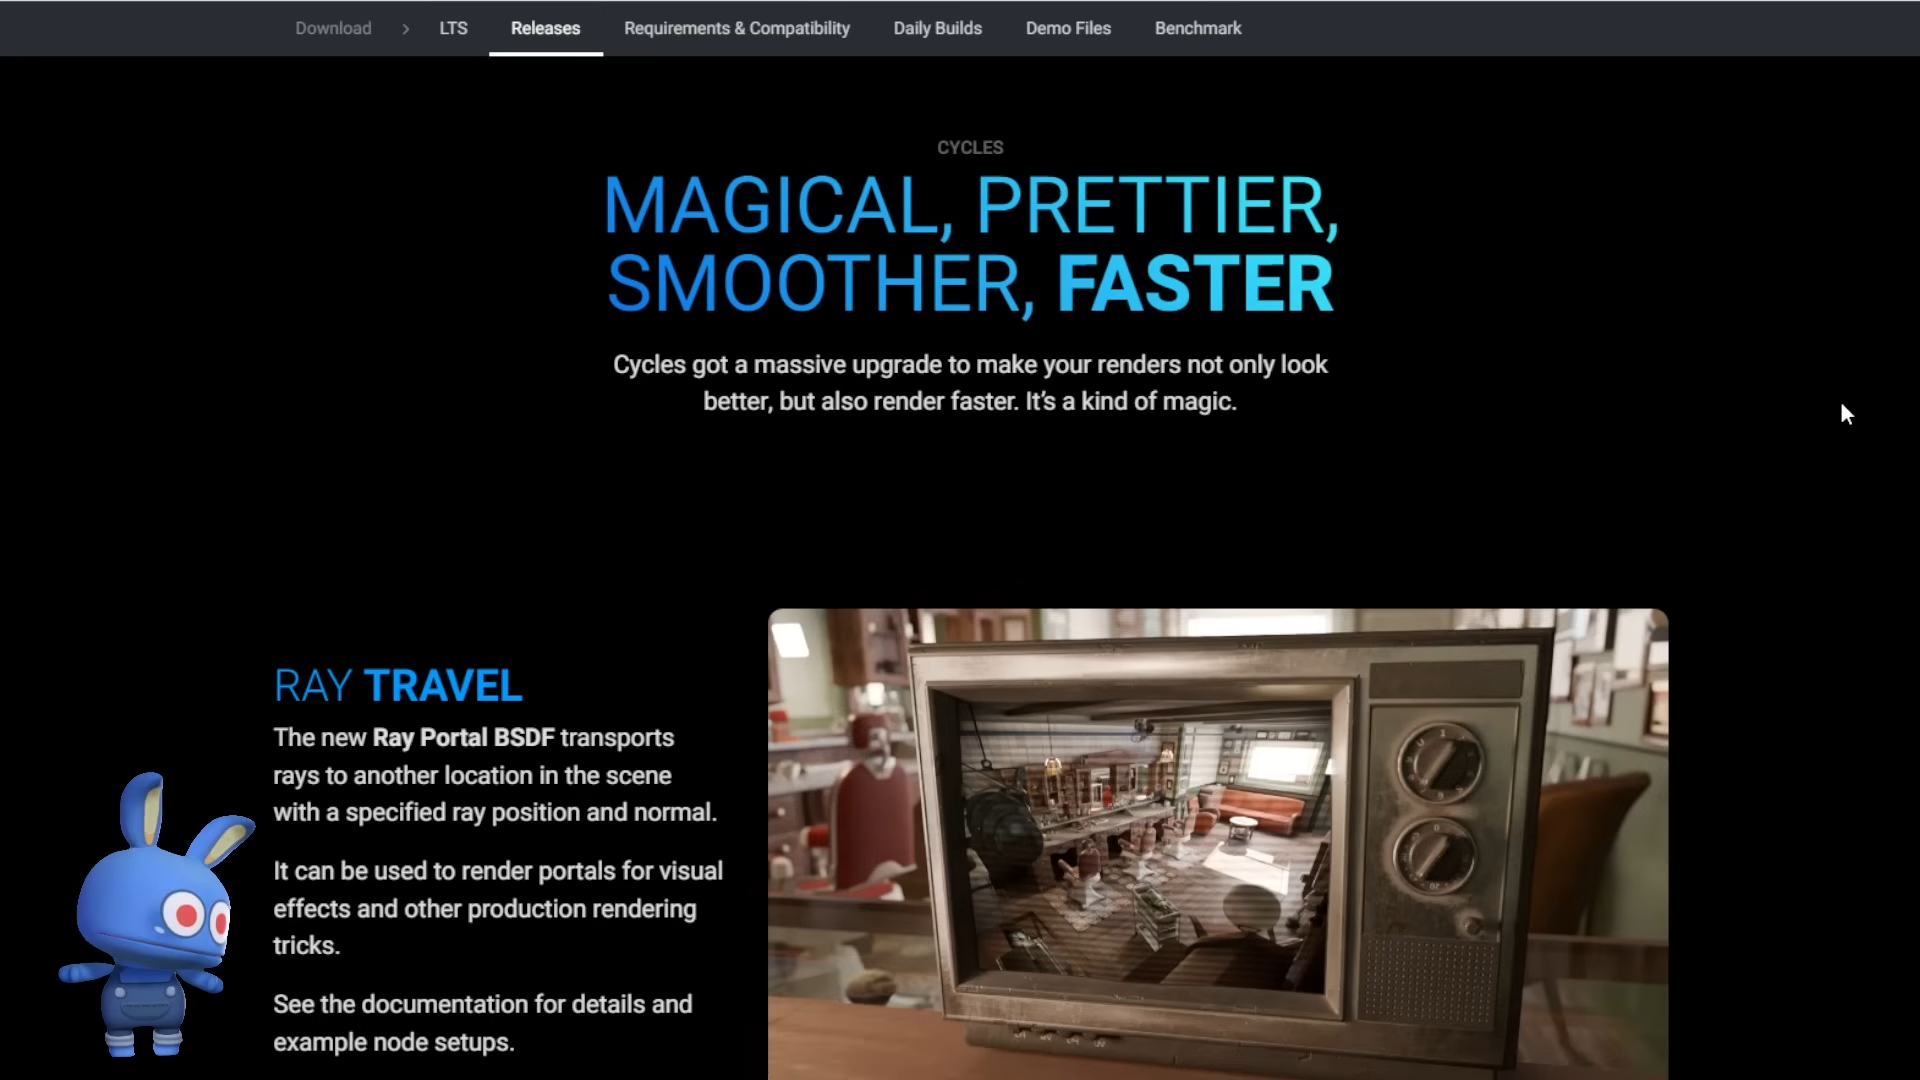 Download > LTS Releases Requirements & Compatibility Daily Builds Demo Files Benchmark
CYCLES
MAGICAL, PRETTIER,
SMOOTHER, FASTER
Cycles got a massive upgrade to make your renders not only look
better, but also render faster. It’s a kind of magic.
RAY TRAVEL
The new Ray Portal BSDF transports
rays to another location in the scene
with a specified ray position and normal.
It can be used to render portals for visual
effects and other production rendering
tricks.
See the documentation for details and
example node setups.